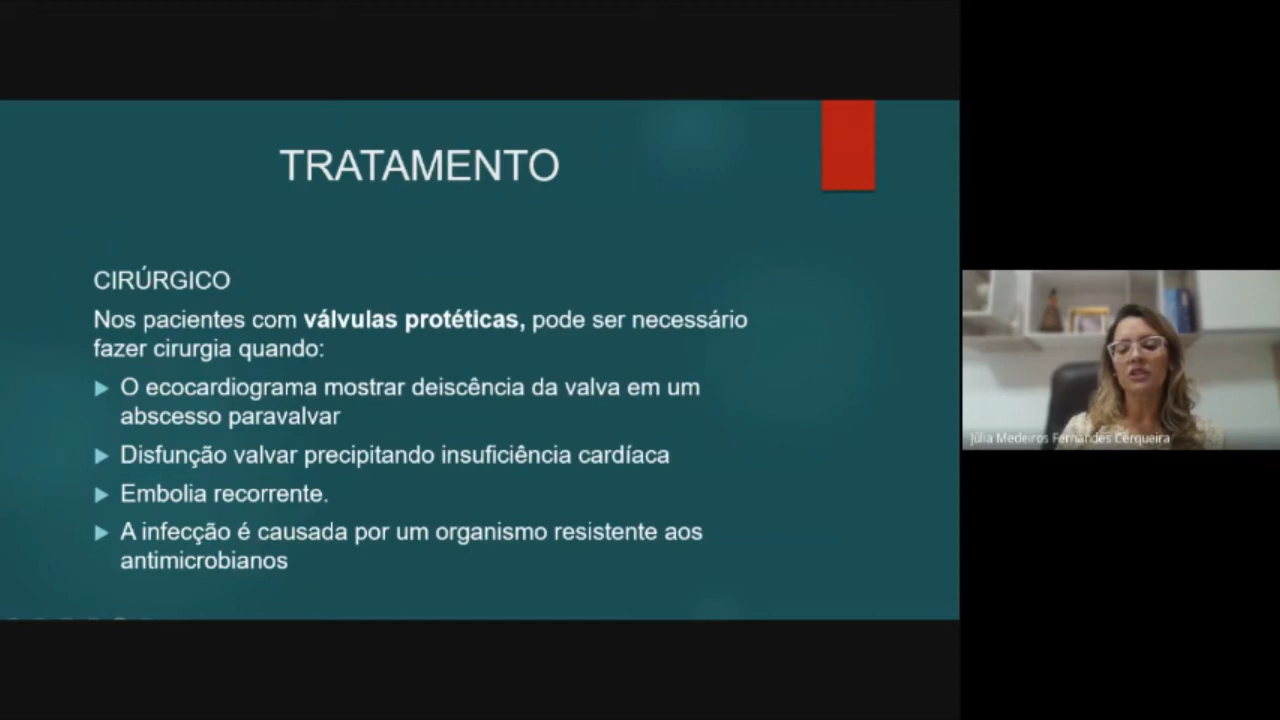 TRATAMENTO
CIRÚRGICO
Nos pacientes com válvulas protéticas, pode ser necessário
fazer cirurgia quando:
O ecocardiograma mostrar deiscência da valva em um
abscesso paravalvar
Disfunção valvar precipitando insuficiência cardíaca
Embolia recorrente.
A infecção é causada por um organismo resistente aos
antimicrobianos
Júlia Medeiros Fernandes Cerqueira